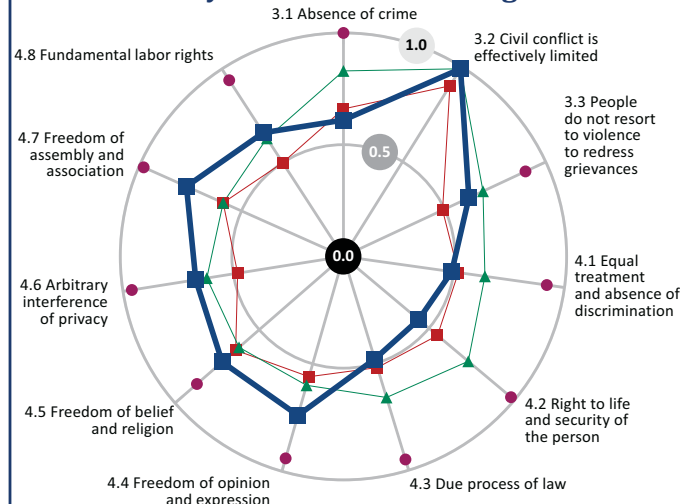 3.1 Absence of crime
1.0
3.2 Civil conflict is
effectively limited
4.8 Fundamental labor rights
3.3 People
do not resort
to violence
to redress
grievances
4.7 Freedom of
assembly and
association
0.5
0.0
4.1 Equal
treatment
and absence of
discrimination
4.6 Arbitrary
interference
of privacy
4.2 Right to life
and security of
the person
4.5 Freedom of belief
and religion
4.4 Freedom of opinion
and expression
4.3 Due process of law